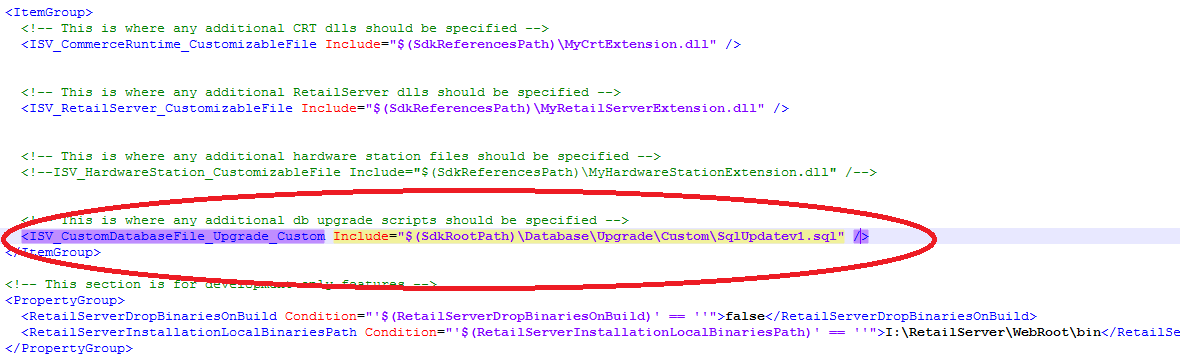 <ItemGroup>
<!-- This is where any additional CRT dlls should be specified -->
<ISV_CommerceRuntime_CustomizableFile Include="$(SdkReferencesPath)\MyCrtExtension.dll" />
<!-- This is where any additional RetailServer dlls should be specified -->
<ISV_RetailServer_CustomizableFile Include="$(SdkReferencesPath)\MyRetailServerExtension.dll" />
<!-- This is where any additional hardware station files should be specified -->
<!--ISV_HardwareStation_CustomizableFile Include="$(SdkReferencesPath)\MyHardwareStationExtension.dll" /-->
<!-- This is where any additional db upgrade scripts should be specified -->
<ISV_CustomDatabaseFile_Upgrade_Custom Include="$(SdkRootPath)\Database\Upgrade\Custom\SqlUpdatev1.sql" />
</ItemGroup>
<!-- This section is for development only features -->
<PropertyGroup>
<RetailServerDropBinariesOnBuild Condition="'$(RetailServerDropBinariesOnBuild)' == ''">false</RetailServerDropBinariesOnBuild>
<RetailServerInstallationLocalBinariesPath Condition="'$(RetailServerInstallationLocalBinariesPath)' == ''">I:\RetailServer\WebRoot\bin</RetailSe
</PropertyGroup>